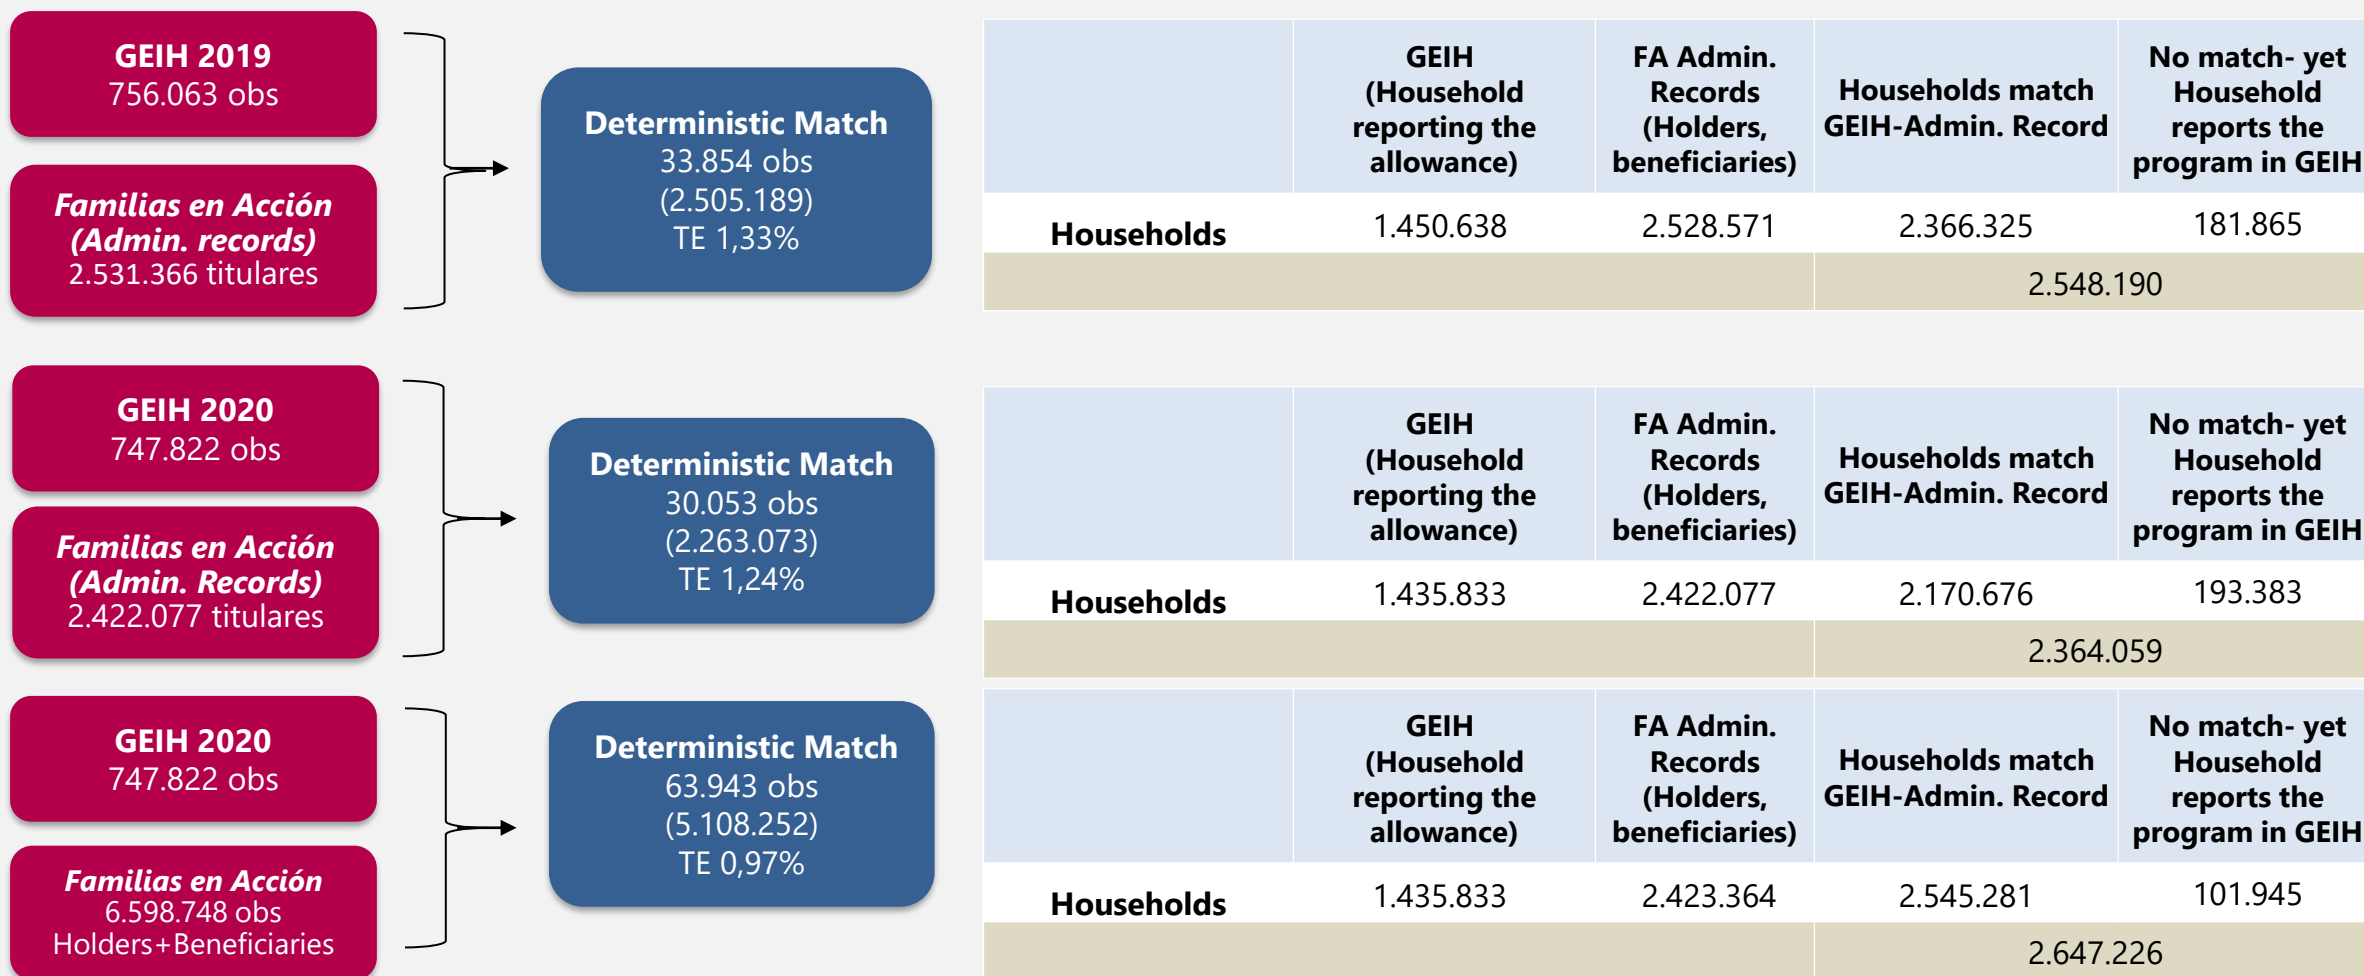 GEIH 2019
756.063 obs
Familias en Acción
(Admin. records)
2.531.366 titulares
Deterministic Match
33.854 obs
(2.505.189)
TE 1,33%
GEIH
(Household
reporting the
allowance)
FA Admin.
Records
(Holders,
beneficiaries)
Households match
GEIH-Admin. Record
No match- yet
Household
reports the
program in GEIH
Households
1.450.638
2.528.571
2.366.325
181.865
2.548.190
GEIH 2020
747.822 obs
Familias en Acción
(Admin. Records)
2.422.077 titulares
Deterministic Match
30.053 obs
(2.263.073)
TE 1,24%
GEIH
(Household
reporting the
allowance)
FA Admin.
Records
(Holders,
beneficiaries)
Households match
GEIH-Admin. Record
No match- yet
Household
reports the
program in GEIH
Households
1.435.833
2.422.077
2.170.676
193.383
2.364.059
GEIH 2020
747.822 obs
Familias en Acción
6.598.748 obs
Holders+Beneficiaries
Deterministic Match
63.943 obs
(5.108.252)
TE 0,97%
GEIH
(Household
reporting the
allowance)
FA Admin.
Records
(Holders,
beneficiaries)
Households match
GEIH-Admin. Record
No match- yet
Household
reports the
program in GEIH
Households
1.435.833
2.423.364
2.545.281
101.945
2.647.226